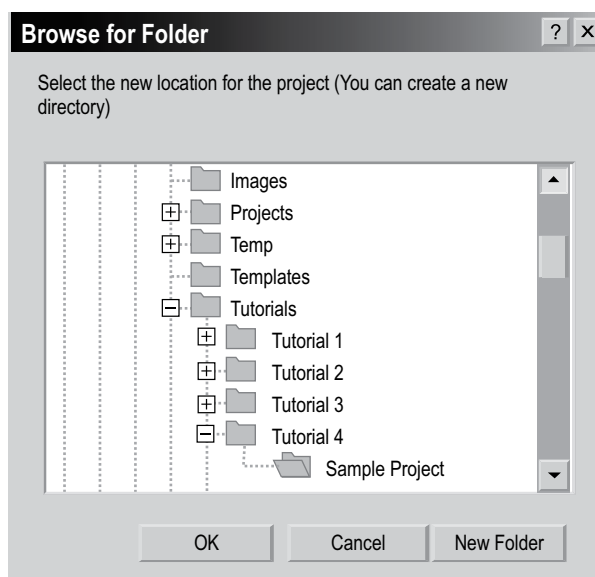 Browse for Folder ? X
Select the new location for the project (You can create a new
directory)
Images
Projects
Temp
Templates
Tutorials
Tutorial 1
Tutorial 2
Tutorial 3
Tutorial 4
Sample Project
OK Cancel New Folder